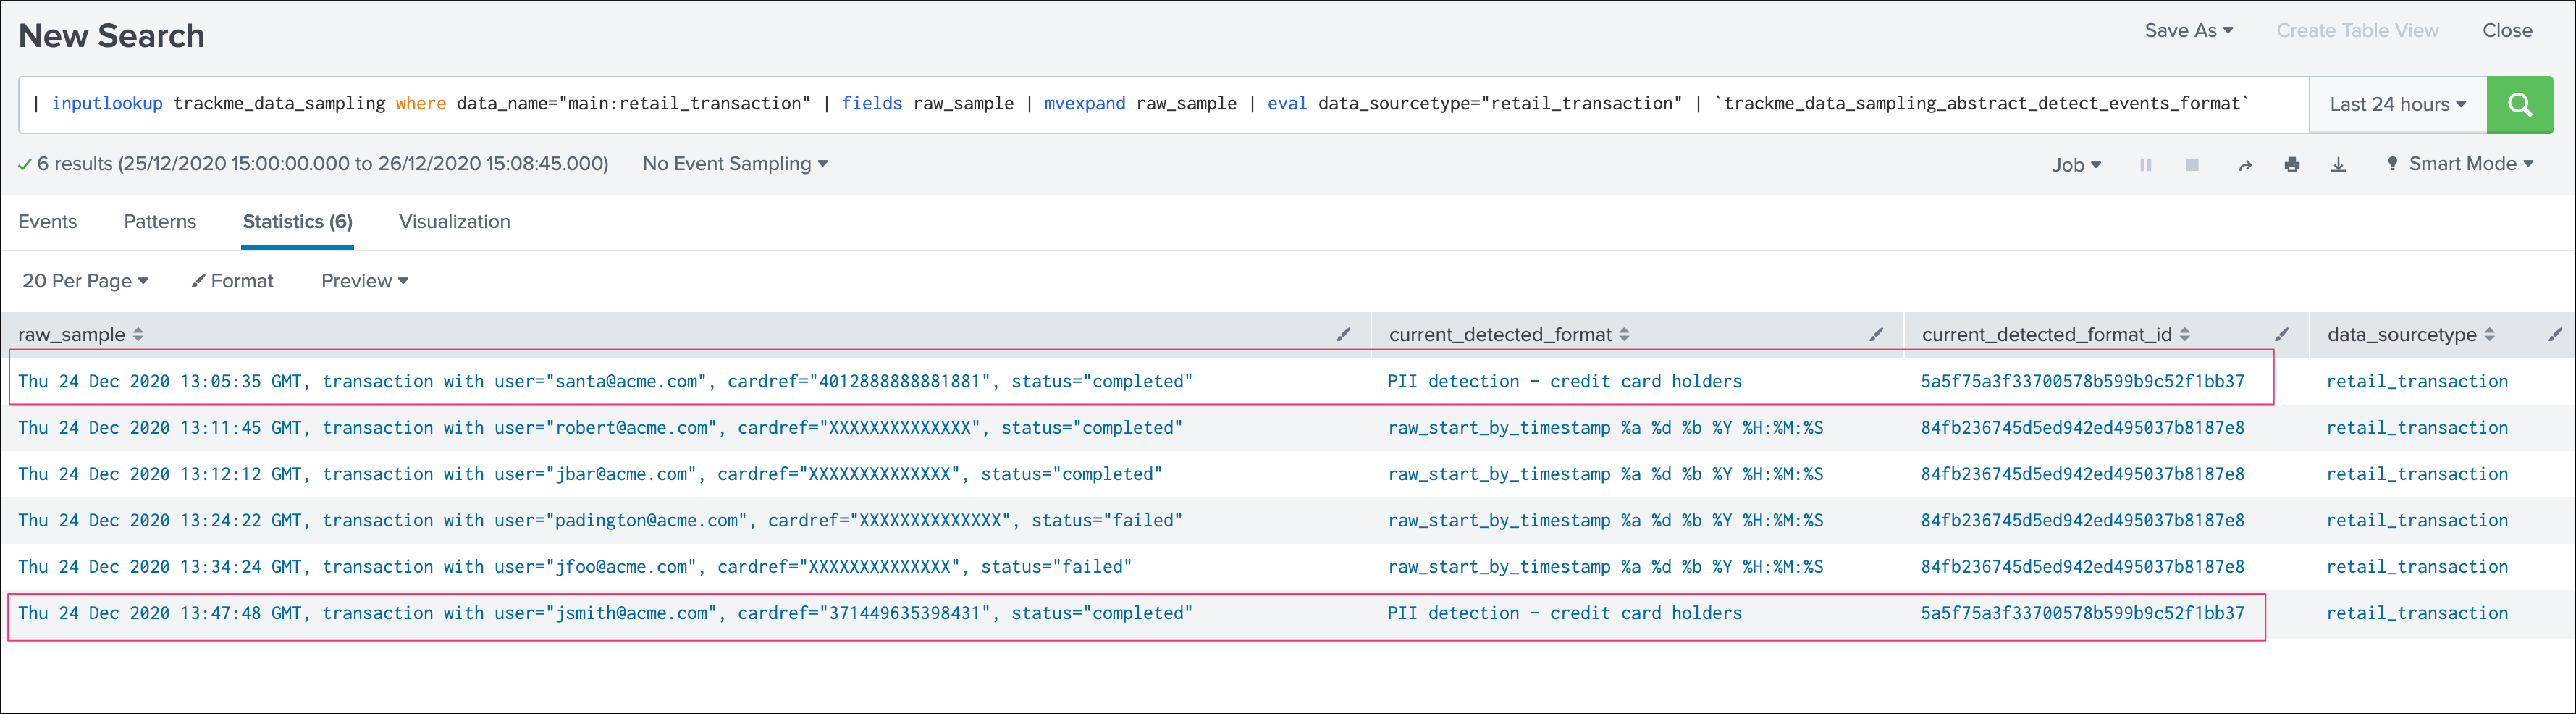 New Search
Save As Create Table View Close
| inputlookup trackme_data_sampling where data_name="main:retail_transaction" | fields raw_sample | mvexpand raw_sample | eval data_sourcetype="retail_transaction" | `trackme_data_sampling_abstract_detect_events_format` Last 24 hours
6 results (25/12/2020 15:00:00.000 to 26/12/2020 15:08:45.000) No Event Sampling Job Smart Mode
Events Patterns Statistics (6) Visualization
20 Per Page Format Preview
raw_sample current_detected_format current_detected_format_id data_sourcetype
Thu 24 Dec 2020 13:05:35 GMT, transaction with user="santa@acme.com", cardref="4012888888881881", status="completed" PII detection - credit card holders 5a5f75a3f33700578b599b9c52f1bb37 retail_transaction
Thu 24 Dec 2020 13:11:45 GMT, transaction with user="robert@acme.com", cardref="XXXXXXXXXXXXXX", status="completed" raw_start_by_timestamp %a %d %b %Y %H:%M:%S 84fb236745d5ed942ed495037b8187e8 retail_transaction
Thu 24 Dec 2020 13:12:12 GMT, transaction with user="jbar@acme.com", cardref="XXXXXXXXXXXXXX", status="completed" raw_start_by_timestamp %a %d %b %Y %H:%M:%S 84fb236745d5ed942ed495037b8187e8 retail_transaction
Thu 24 Dec 2020 13:24:22 GMT, transaction with user="padington@acme.com", cardref="XXXXXXXXXXXXXX", status="failed" raw_start_by_timestamp %a %d %b %Y %H:%M:%S 84fb236745d5ed942ed495037b8187e8 retail_transaction
Thu 24 Dec 2020 13:34:24 GMT, transaction with user="jfoo@acme.com", cardref="XXXXXXXXXXXXXX", status="failed" raw_start_by_timestamp %a %d %b %Y %H:%M:%S 84fb236745d5ed942ed495037b8187e8 retail_transaction
Thu 24 Dec 2020 13:47:48 GMT, transaction with user="jsmith@acme.com", cardref="371449635398431", status="completed" PII detection - credit card holders 5a5f75a3f33700578b599b9c52f1bb37 retail_transaction